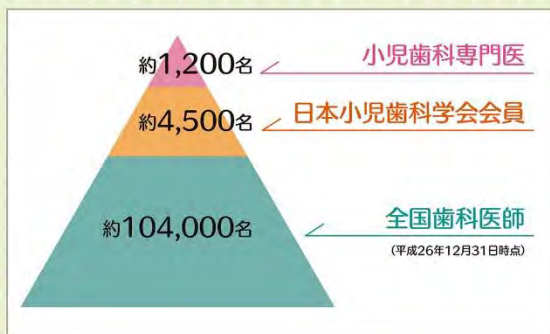 約1,200名
小児歯科専門医
約4,500名
日本小児歯科学会会員
約104,000名
全国歯科医師
(平成26年12月31日時点)